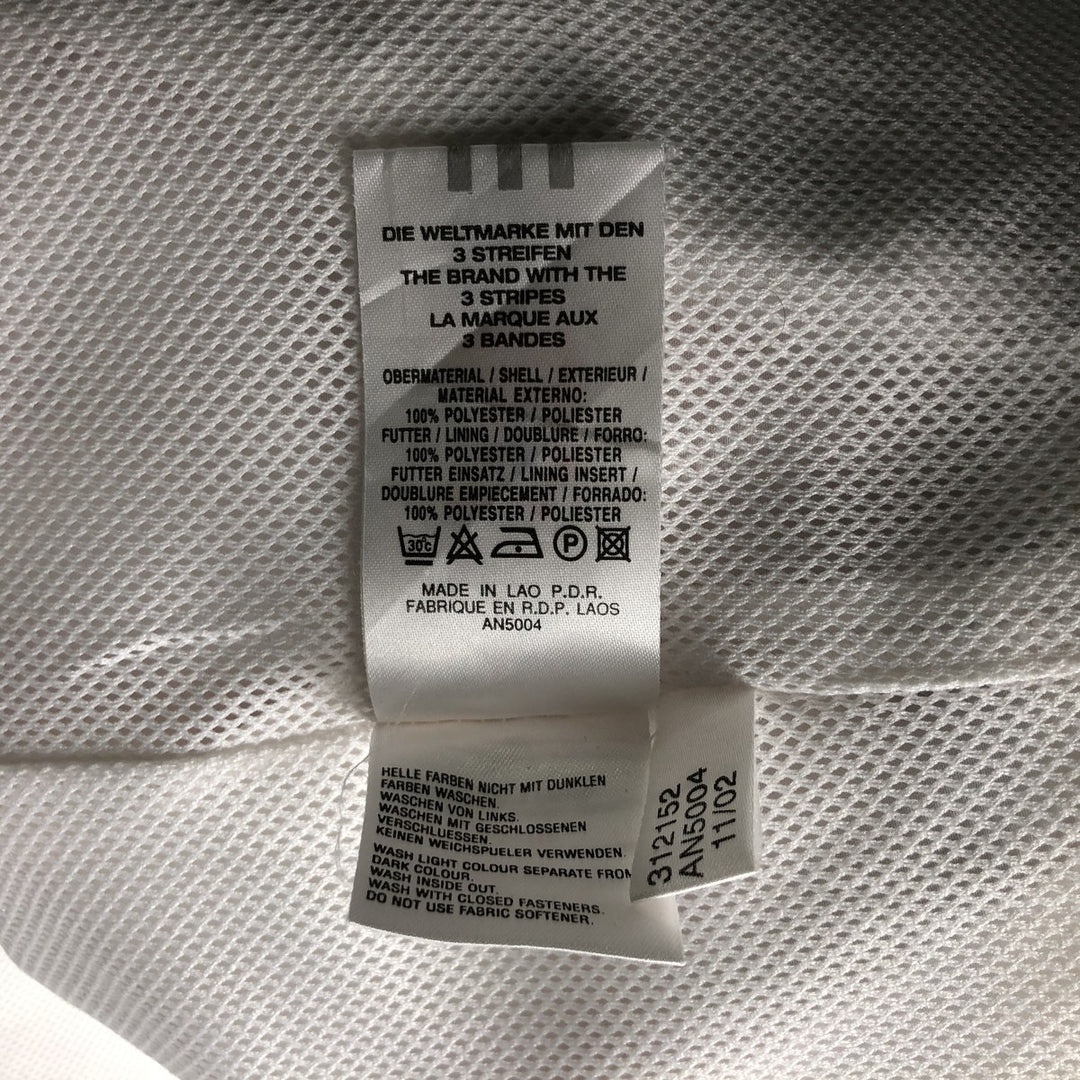 DIE WELTMARKE MIT DEN
3 STREIFEN
THE BRAND WITH THE
3 STRIPES
LA MARQUE AUX
3 BANDES
OBERMATERIAL / SHELL / EXTERIEUR /
MATERIAL EXTERNO:
100% POLYESTER / POLIESTER
FUTTER / LINING / DOUBLURE / FORRO:
100% POLYESTER / POLIESTER
FUTTER EINSATZ / LINING INSERT /
DOUBLURE EMPIECEMENT / FORRADO:
100% POLYESTER / POLIESTER
30°C
P
MADE IN LAO P.D.R.
FABRIQUE EN R.D.P. LAOS
AN5004
HELLE FARBEN NICHT MIT DUNKLEN
FARBEN WASCHEN.
WASCHEN VON LINKS.
WASCHEN MIT GESCHLOSSENEN
VERSCHLUESSEN.
KEINEN WEICHSPUELER VERWENDEN.
WASH LIGHT COLOUR SEPARATE FROM
DARK COLOUR.
WASH INSIDE OUT.
WASH WITH CLOSED FASTENERS.
DO NOT USE FABRIC SOFTENER.
312152
AN5004
11/02